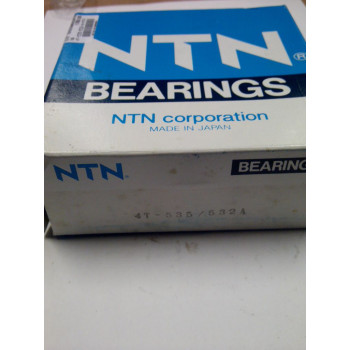 NTN®
BEARINGS
NTN corporation
MADE IN JAPAN
NTN®
BEARING
4T-535/532A